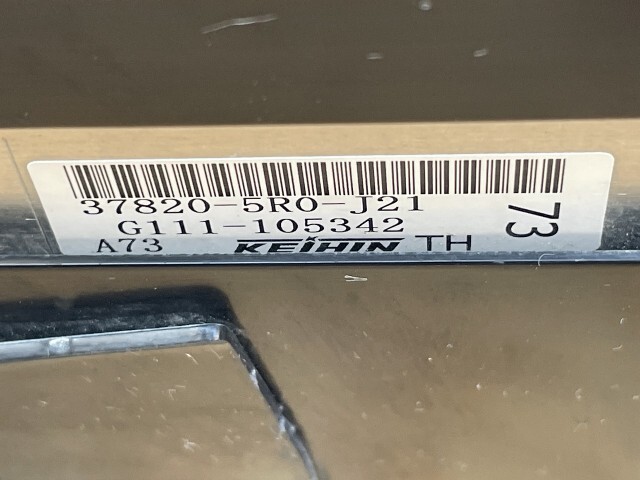 37820-5R0-J21
G111-105342
A73 KEIHIN TH
73